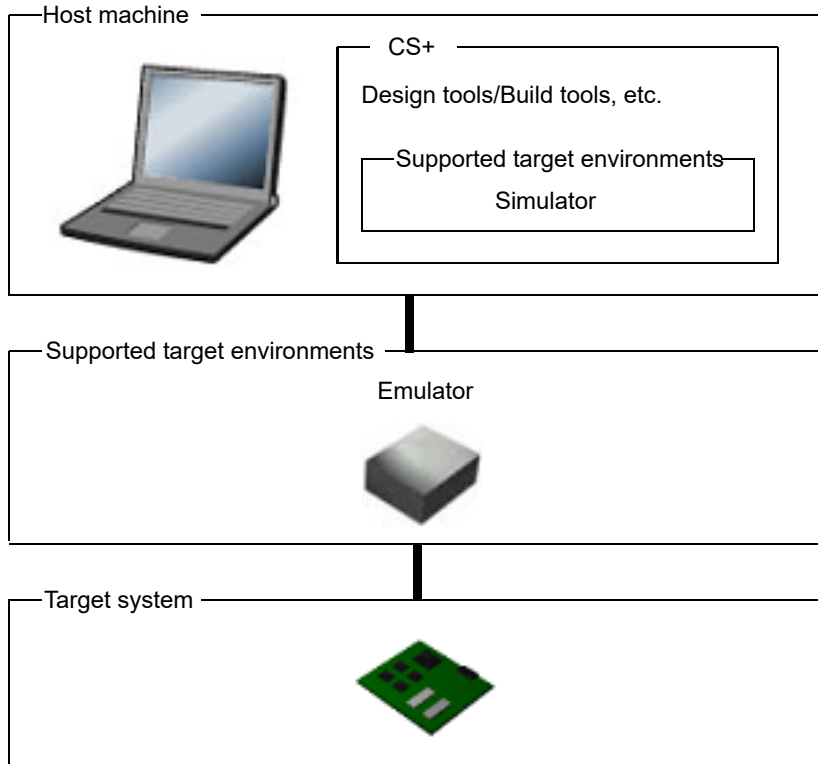 Host machine
CS+
Design tools/Build tools, etc.
Supported target environments
Simulator
Supported target environments
Emulator
Target system